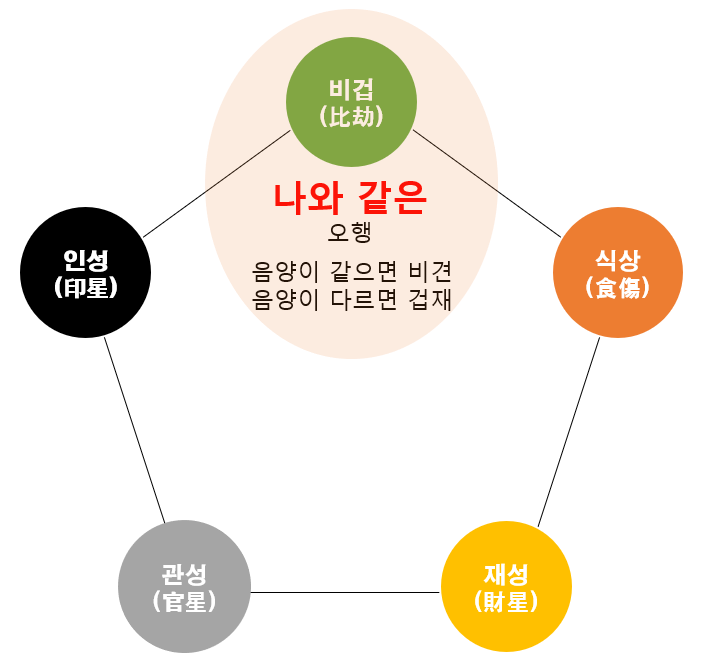 비겁
(比劫)
나와 같은
오행
음양이 같으면 비견
음양이 다르면 겁재
인성
(印星)
식상
(食傷)
관성
(官星)
재성
(財星)